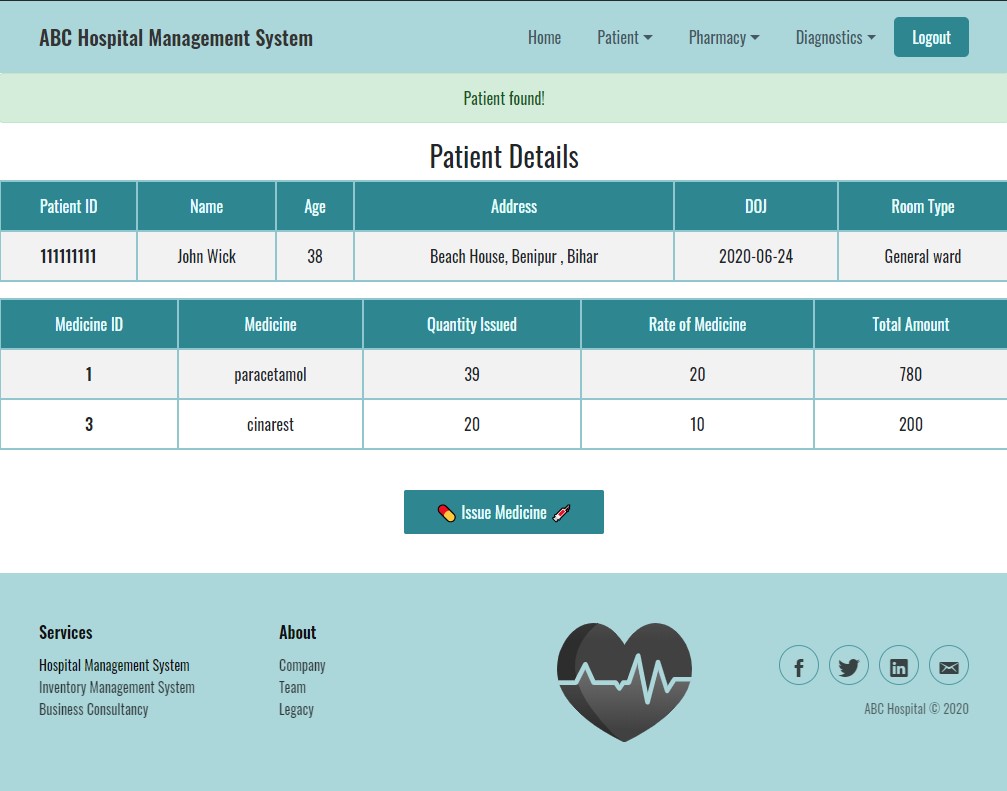 ABC Hospital Management System Home Patient Pharmacy Diagnostics Logout
Patient found!
Patient Details
Patient ID Name Age Address DOJ Room Type
111111111 John Wick 38 Beach House, Benipur , Bihar 2020-06-24 General ward
Medicine ID Medicine Quantity Issued Rate of Medicine Total Amount
1 paracetamol 39 20 780
3 cinarest 20 10 200
Issue Medicine
Services About
Hospital Management System Company
Inventory Management System Team
Business Consultancy Legacy
ABC Hospital © 2020